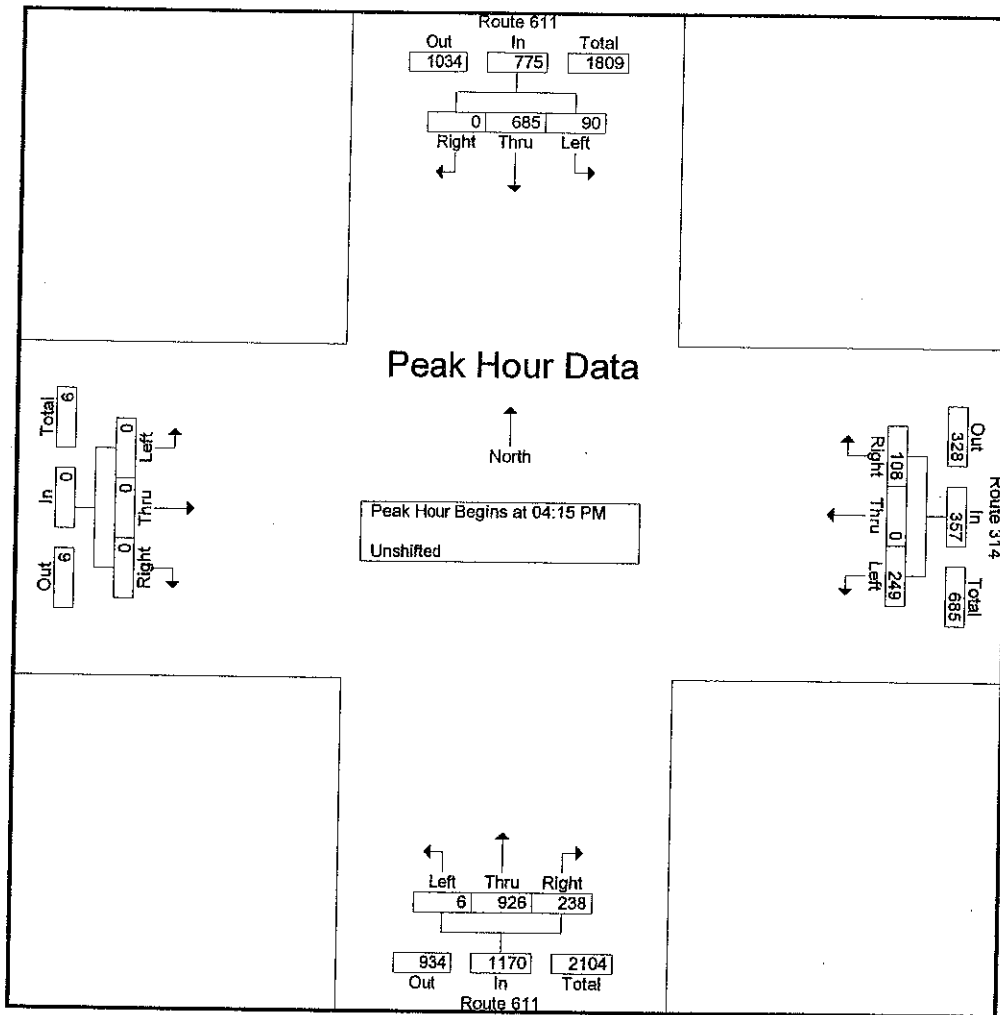 Route 611
Out In Total
1034 775 1809
0 685 90
Right Thru Left
Peak Hour Data
North
Peak Hour Begins at 04:15 PM
Unshifted
Total In Out
6 0 6
0 0 0
Left Thru Right
Route 314
Out In Total
328 357 685
108 0 249
Right Thru Left
Left Thru Right
6 926 238
934 1170 2104
Out In Total
Route 611